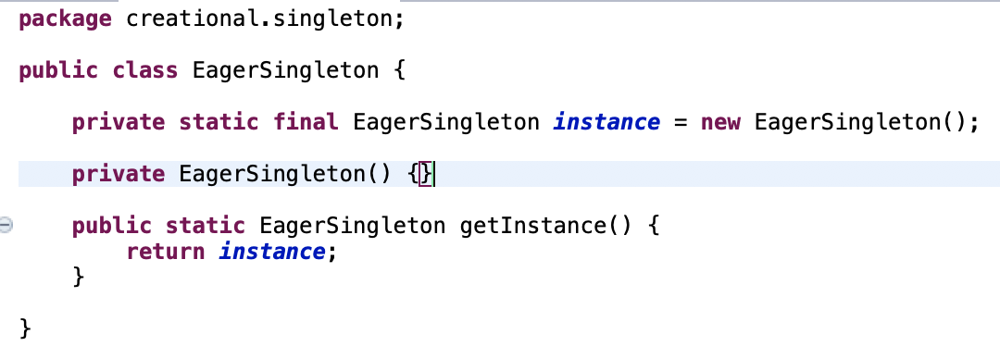 package creational.singleton;
public class EagerSingleton {
private static final EagerSingleton instance = new EagerSingleton();
private EagerSingleton() {}
public static EagerSingleton getInstance() {
return instance;
}
}